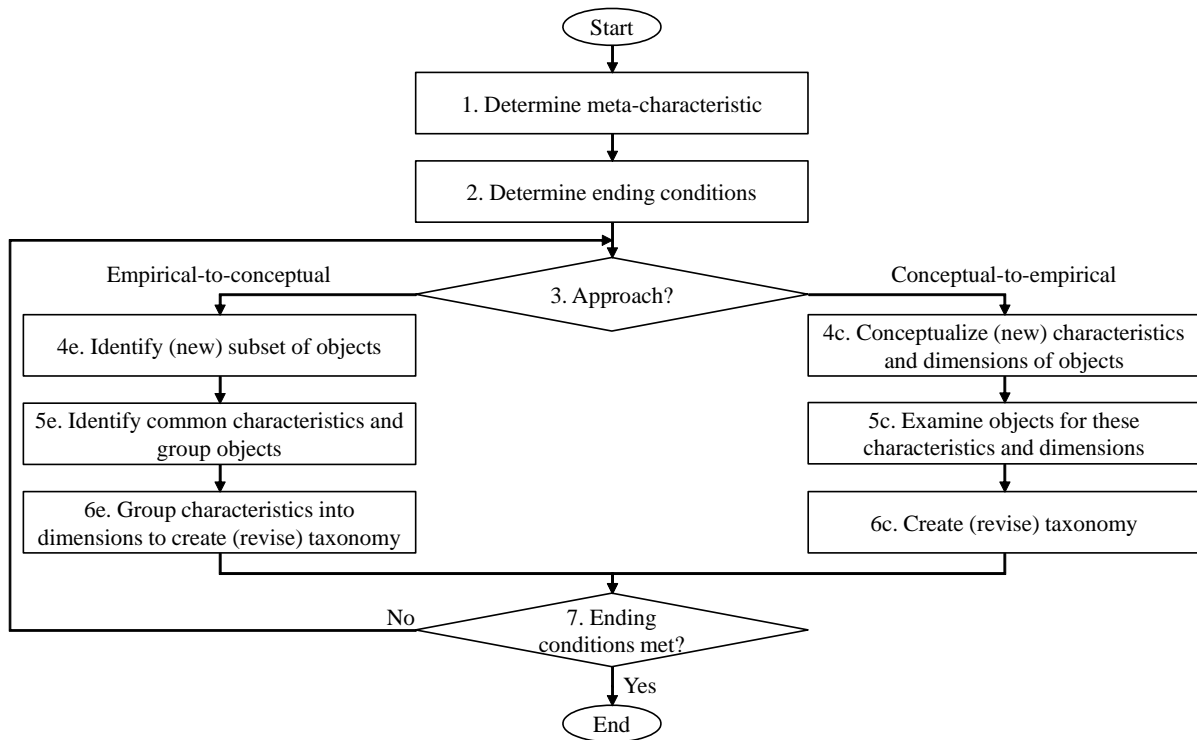 Start
1. Determine meta-characteristic
2. Determine ending conditions
Empirical-to-conceptual
Conceptual-to-empirical
3. Approach?
4e. Identify (new) subset of objects
4c. Conceptualize (new) characteristics
and dimensions of objects
5e. Identify common characteristics and
group objects
5c. Examine objects for these
characteristics and dimensions
6e. Group characteristics into
dimensions to create (revise) taxonomy
6c. Create (revise) taxonomy
No
7. Ending
conditions met?
Yes
End